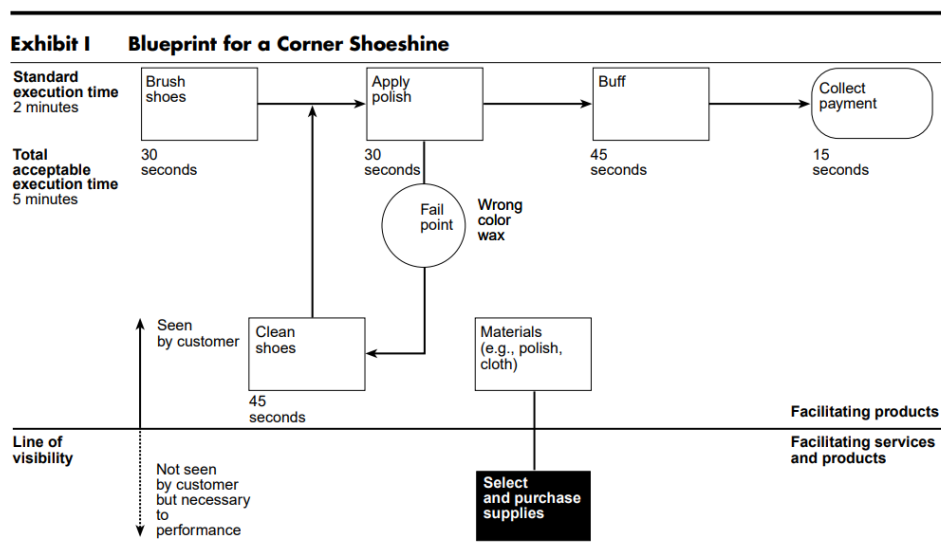 Exhibit I Blueprint for a Corner Shoeshine
Standard
execution time
2 minutes
Brush
shoes
Apply
polish
Buff
Collect
payment
Total
acceptable
execution time
5 minutes
30
seconds
30
seconds
45
seconds
15
seconds
Fail
point
Wrong
color
wax
Seen
by customer
Clean
shoes
Materials
(e.g., polish,
cloth)
45
seconds
Facilitating products
Line of
visibility
Facilitating services
and products
Not seen
by customer
but necessary
to
performance
Select
and purchase
supplies